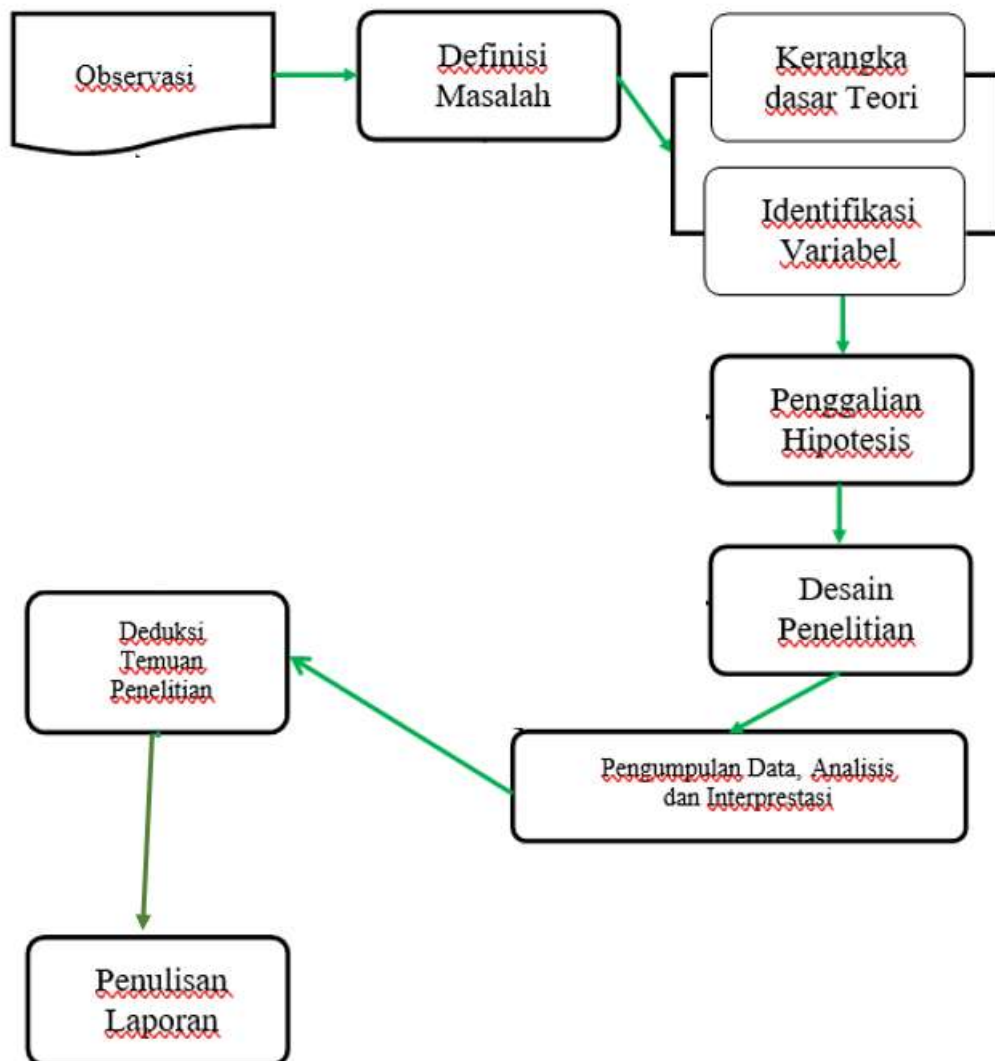 Observasi
Definisi
Masalah
Kerangka
dasar Teori
Identifikasi
Variabel
Penggalian
Hipotesis
Desain
Penelitian
Pengumpulan Data, Analisis
dan Interprestasi
Deduksi
Temuan
Penelitian
Penulisan
Laporan